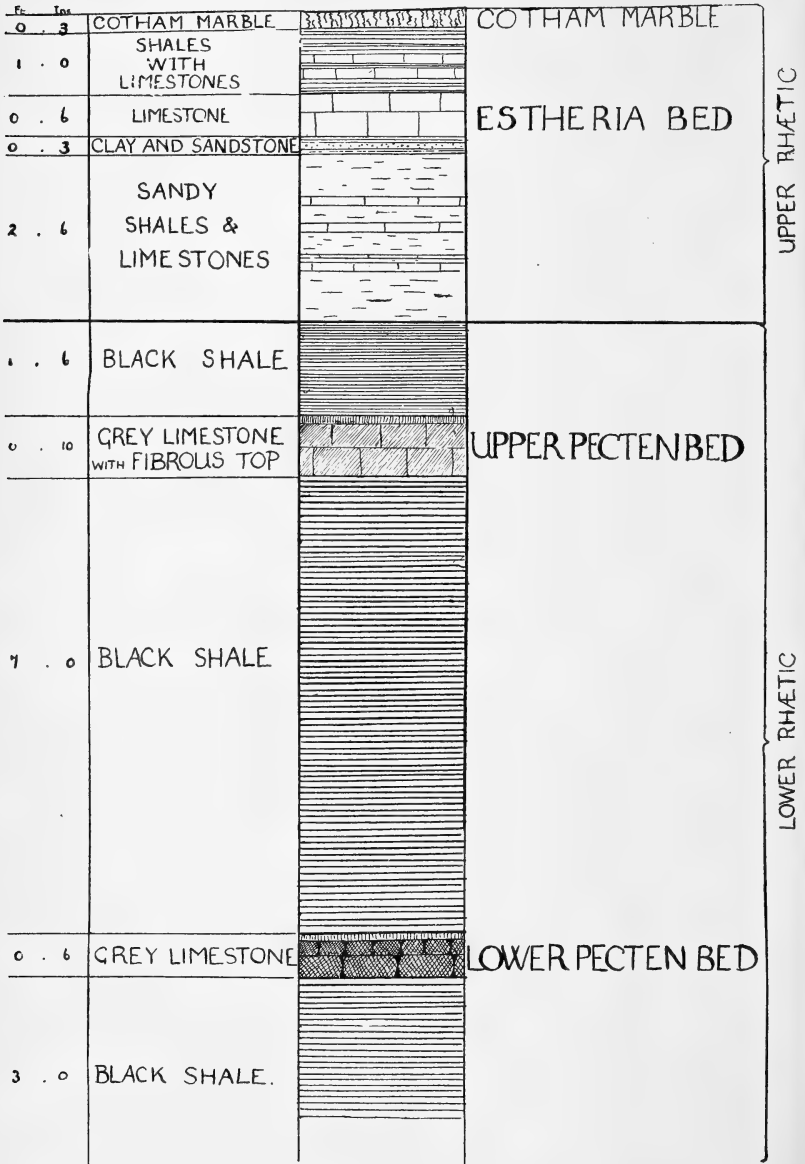 Ft. Ins
0 . 3 COTHAM MARBLE COTHAM MARBLE
1 . 0 SHALES
WITH
LIMESTONES
0 . 6 LIMESTONE ESTHERIA BED
0 . 3 CLAY AND SANDSTONE
2 . 6 SANDY
SHALES &
LIMESTONES
UPPER RHÆTIC
1 . 6 BLACK SHALE
0 . 10 GREY LIMESTONE
WITH FIBROUS TOP
UPPER PECTEN BED
7 . 0 BLACK SHALE
0 . 6 GREY LIMESTONE LOWER PECTEN BED
3 . 0 BLACK SHALE.
LOWER RHÆTIC